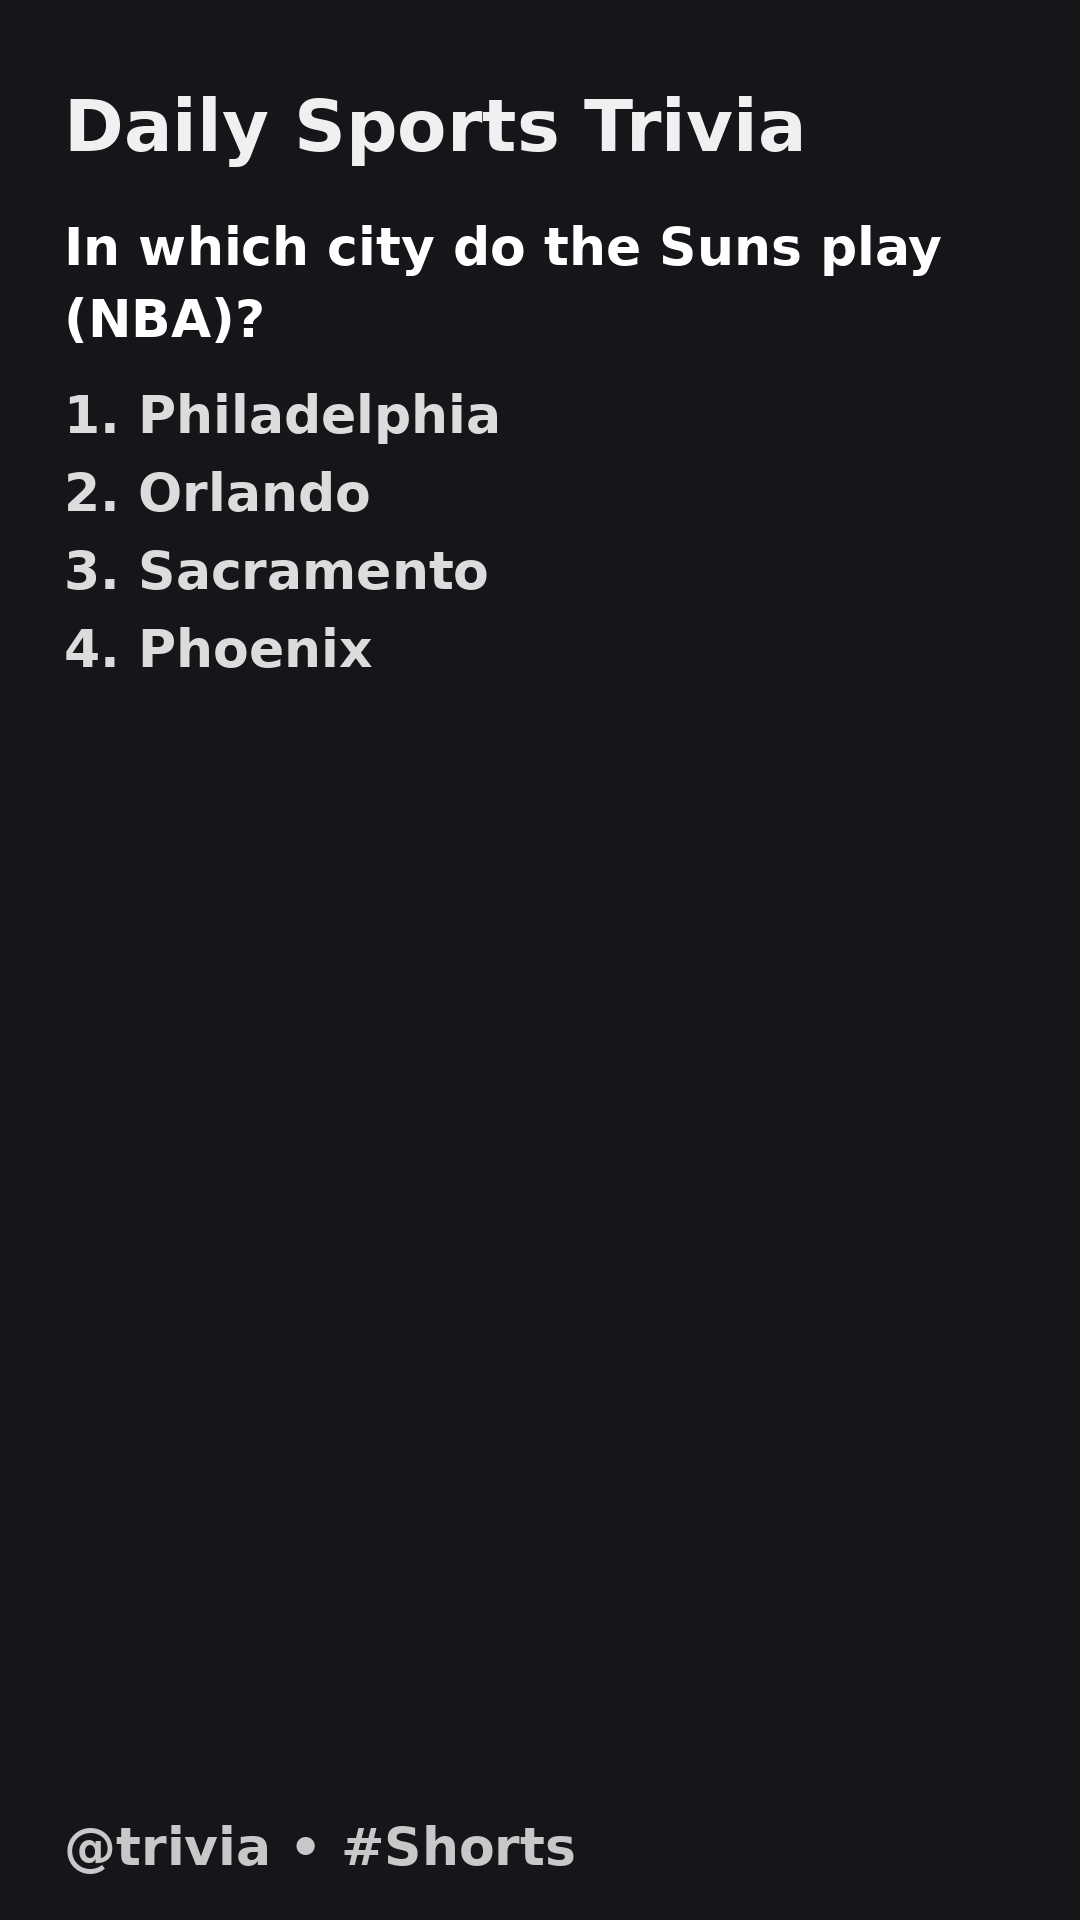 Daily Sports Trivia
In which city do the Suns play
(NBA)?
1. Philadelphia
2. Orlando
3. Sacramento
4. Phoenix
@trivia • #Shorts